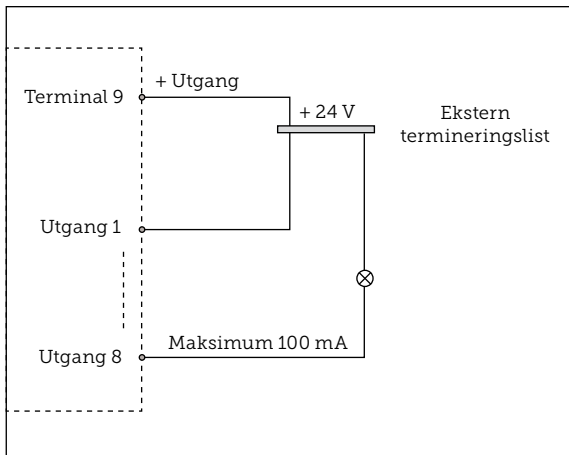 Terminal 9
+ Utgang
+ 24 V
Ekstern
termineringslist
Utgang 1
Utgang 8
Maksimum 100 mA